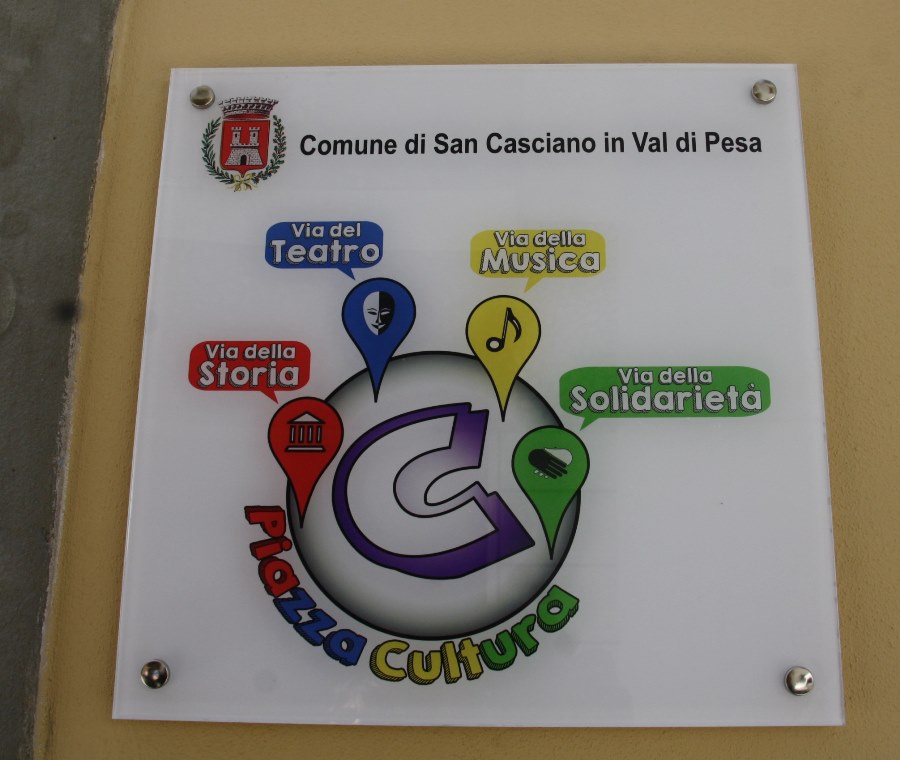 Comune di San Casciano in Val di Pesa
Via del
Teatro
Via della
Musica
Via della
Storia
Via della
Solidarietà
C
Piazza Cultura